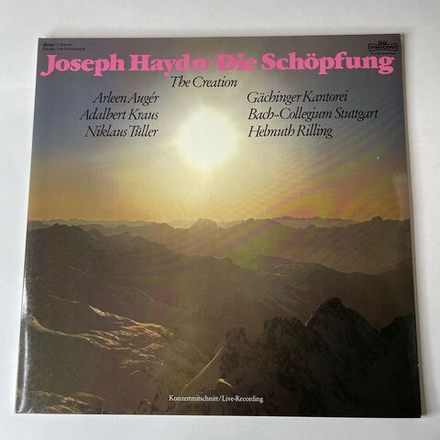 Joseph Haydn·Die Schöpfung
The Creation
Arleen Augér
Adalbert Kraus
Niklaus Tüller
Gächinger Kantorei
Bach-Collegium Stuttgart
Helmuth Rilling
Konzertmitschnitt/Live-Recording